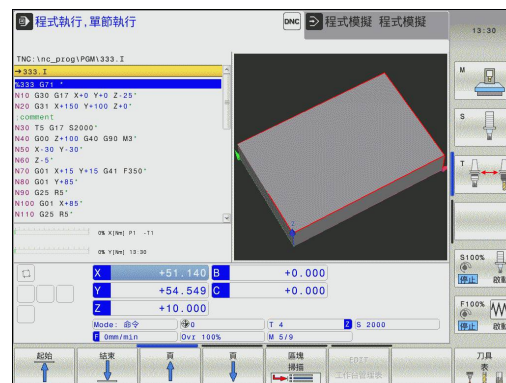 程式執行,單節執行
DNC
程式模擬 程式模擬
13:30
TNC:\nc_prog\PGM\333.I
→333.I
%333 G71 *
N10 G30 G17 X+0 Y+0 Z-25*
N20 G31 X+150 Y+100 Z+0*
;comment
N30 T5 G17 S2000*
N40 G00 Z+100 G40 G90 M3*
N50 X-30 Y-30*
N60 Z-5*
N70 G01 X+15 Y+15 G41 F350*
N80 G01 Y+85*
N90 G25 R5*
N100 G01 X+85*
N110 G25 R5*
0% X[Nm] P1 -T1
0% Y[Nm] 13:30
X +51.140 B +0.000
Y +54.549 C +0.000
Z +10.000
Mode: 命令 0 T 4 Z S 2000
F 0mm/min Ovr 100% M 5/9
M
S
T
S100%
停止 啟動
F100%
停止 啟動
起始
結束
頁
頁
區塊
掃描
EDIT
工作台管理表
刀具
表